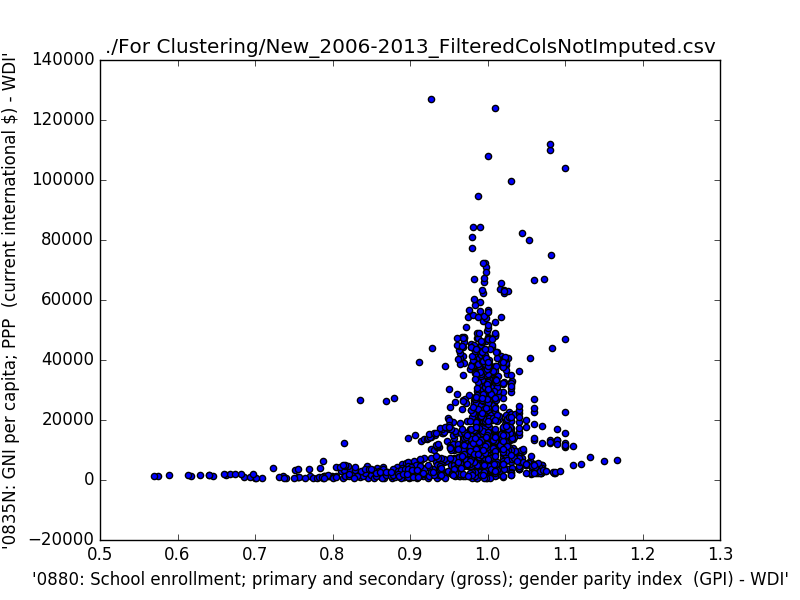 ./For Clustering/New_2006-2013_FilteredColsNotImputed.csv
'0835N: GNI per capita; PPP  (current international $) - WDI'
140000
120000
100000
80000
60000
40000
20000
0
−20000
0.5 0.6 0.7 0.8 0.9 1.0 1.1 1.2 1.3
'0880: School enrollment; primary and secondary (gross); gender parity index  (GPI) - WDI'